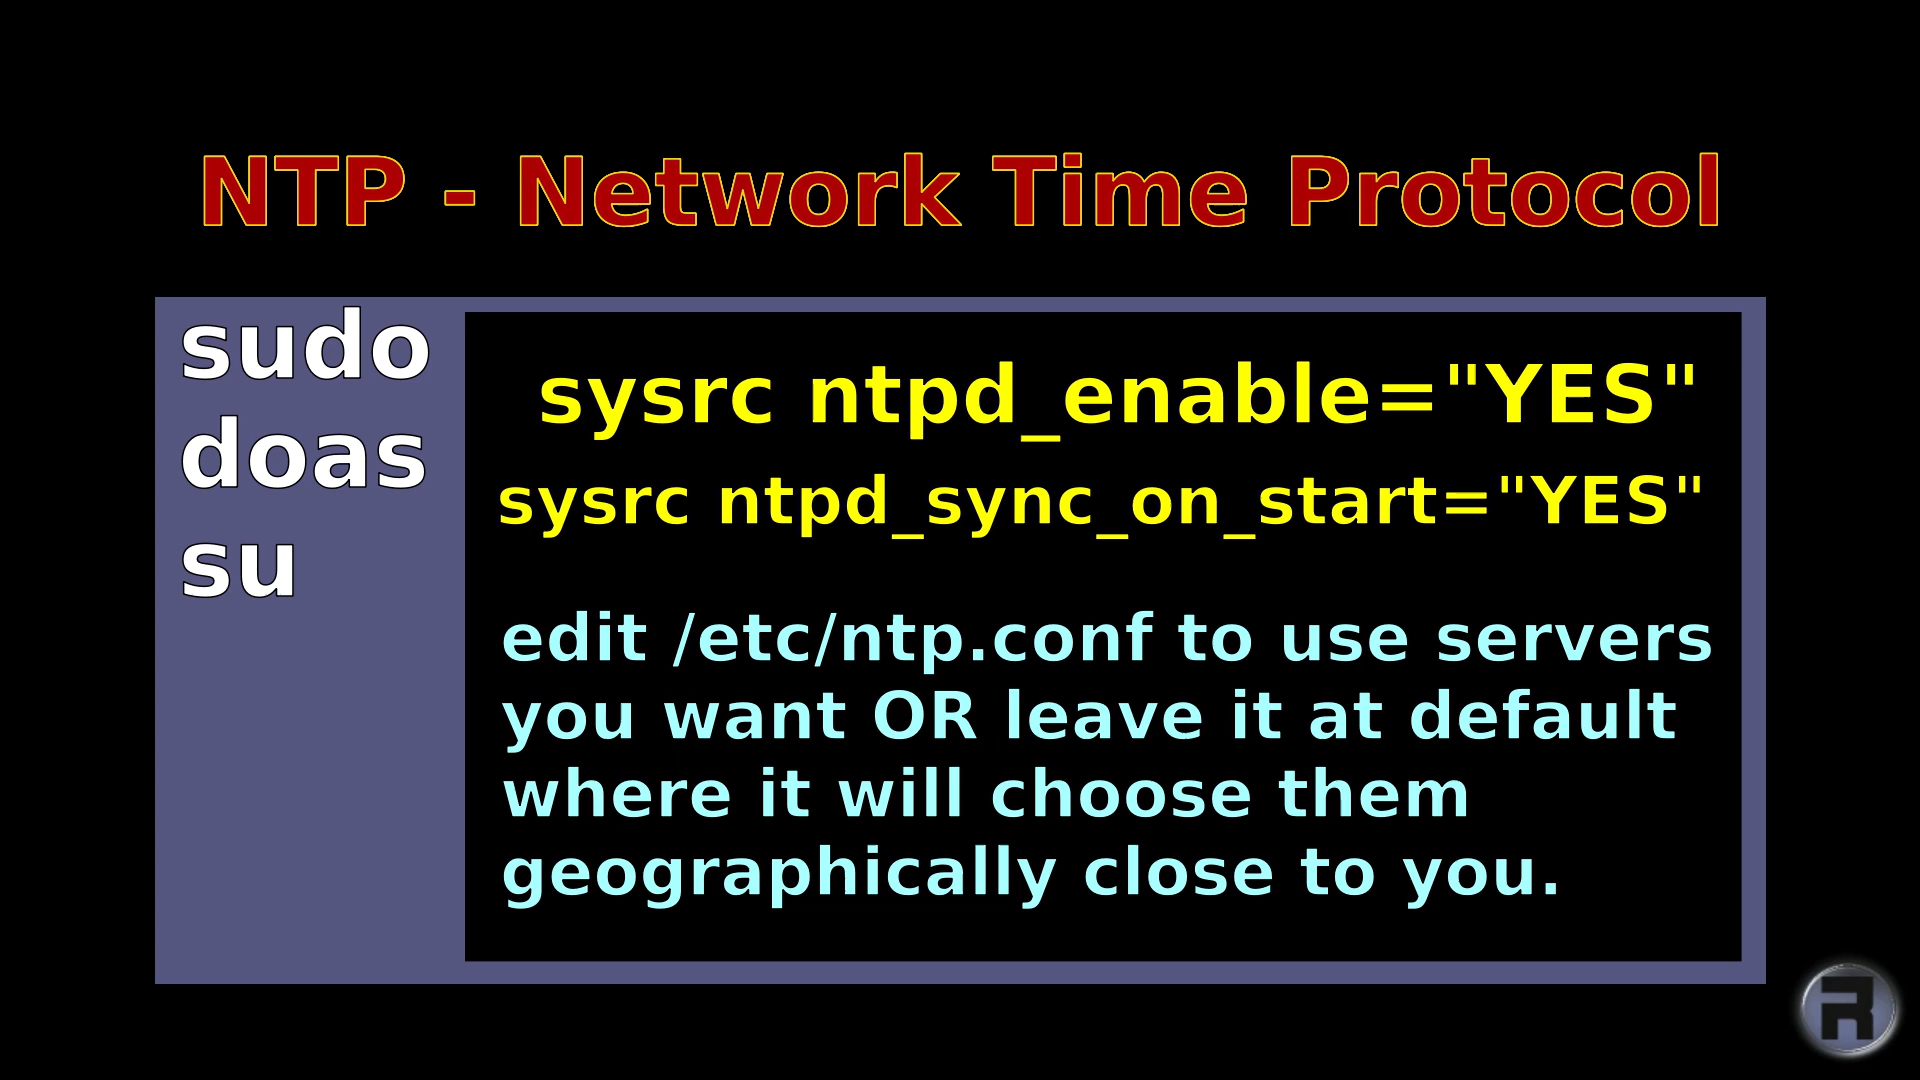 NTP - Network Time Protocol
sudo
doas
su
sysrc ntpd_enable="YES"
sysrc ntpd_sync_on_start="YES"
edit /etc/ntp.conf to use servers
you want OR leave it at default
where it will choose them
geographically close to you.
R